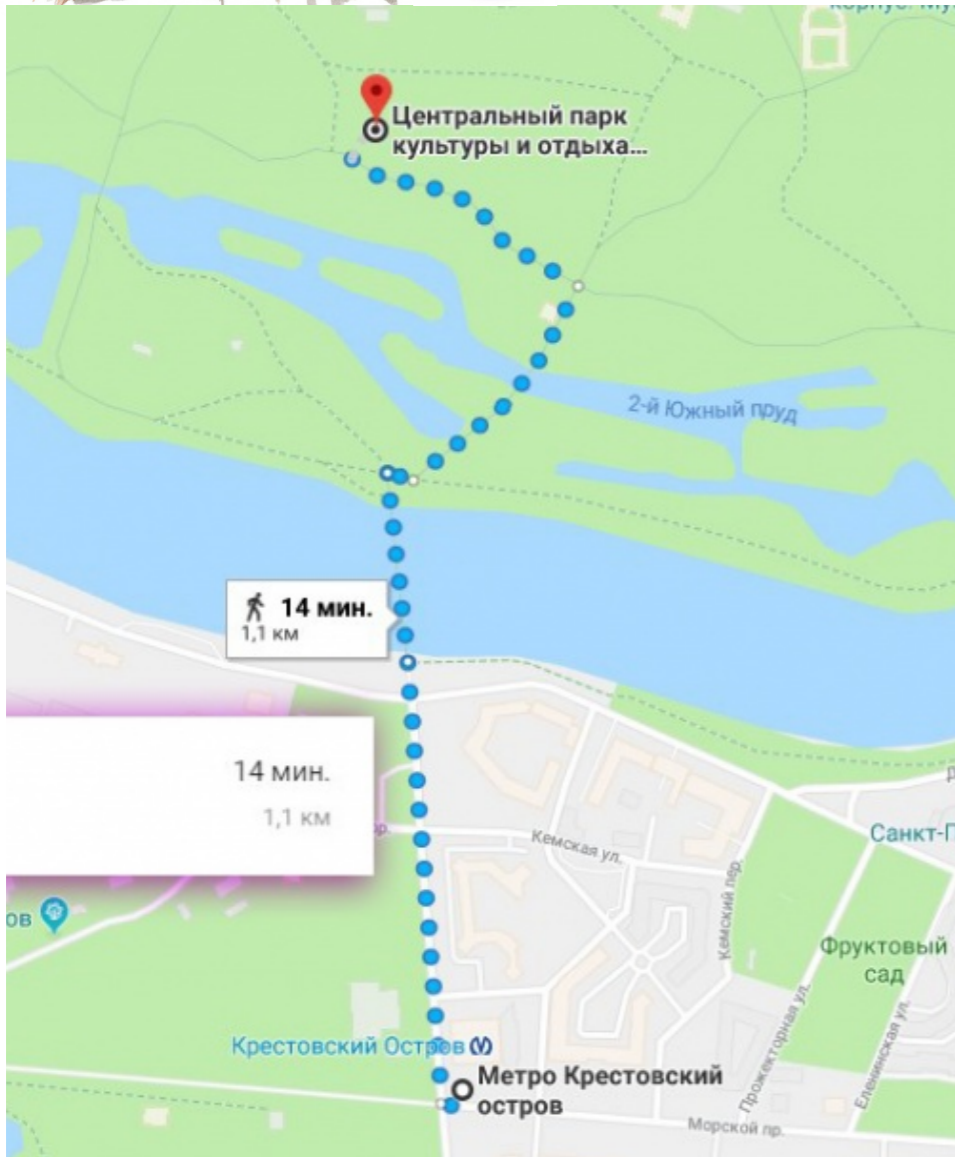 Центральный парк
культуры и отдыха...
2-й Южный пруд
14 мин.
1,1 км
14 мин.
1,1 км
Кемская ул.
Кемский пер.
Санкт-П
ов
Фруктовый
сад
Прожекторная ул.
Еленинская ул.
Крестовский Остров
Метро Крестовский
остров
Морской пр.